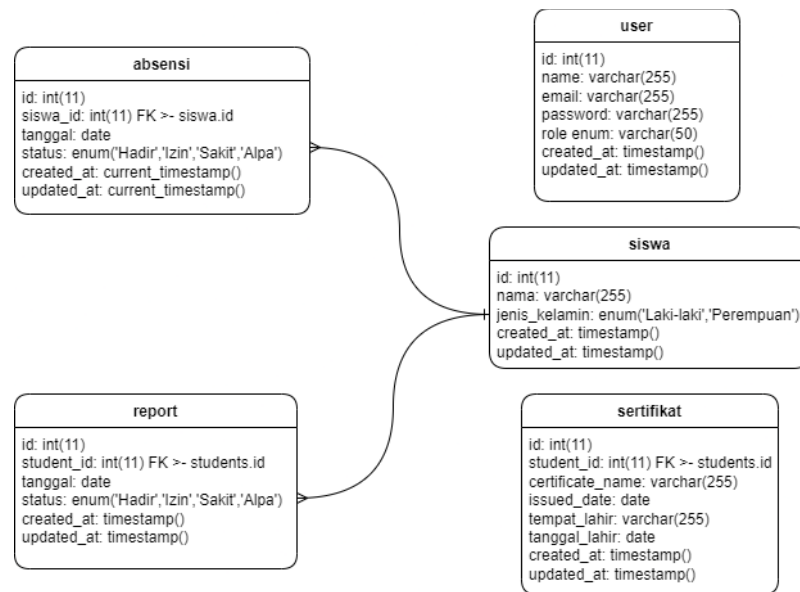 absensi
id: int(11)
siswa_id: int(11) FK >- siswa.id
tanggal: date
status: enum('Hadir','Izin','Sakit','Alpa')
created_at: current_timestamp()
updated_at: current_timestamp()
user
id: int(11)
name: varchar(255)
email: varchar(255)
password: varchar(255)
role enum: varchar(50)
created_at: timestamp()
updated_at: timestamp()
siswa
id: int(11)
nama: varchar(255)
jenis_kelamin: enum('Laki-laki','Perempuan')
created_at: timestamp()
updated_at: timestamp()
report
id: int(11)
student_id: int(11) FK >- students.id
tanggal: date
status: enum('Hadir','Izin','Sakit','Alpa')
created_at: timestamp()
updated_at: timestamp()
sertifikat
id: int(11)
student_id: int(11) FK >- students.id
certificate_name: varchar(255)
issued_date: date
tempat_lahir: varchar(255)
tanggal_lahir: date
created_at: timestamp()
updated_at: timestamp()